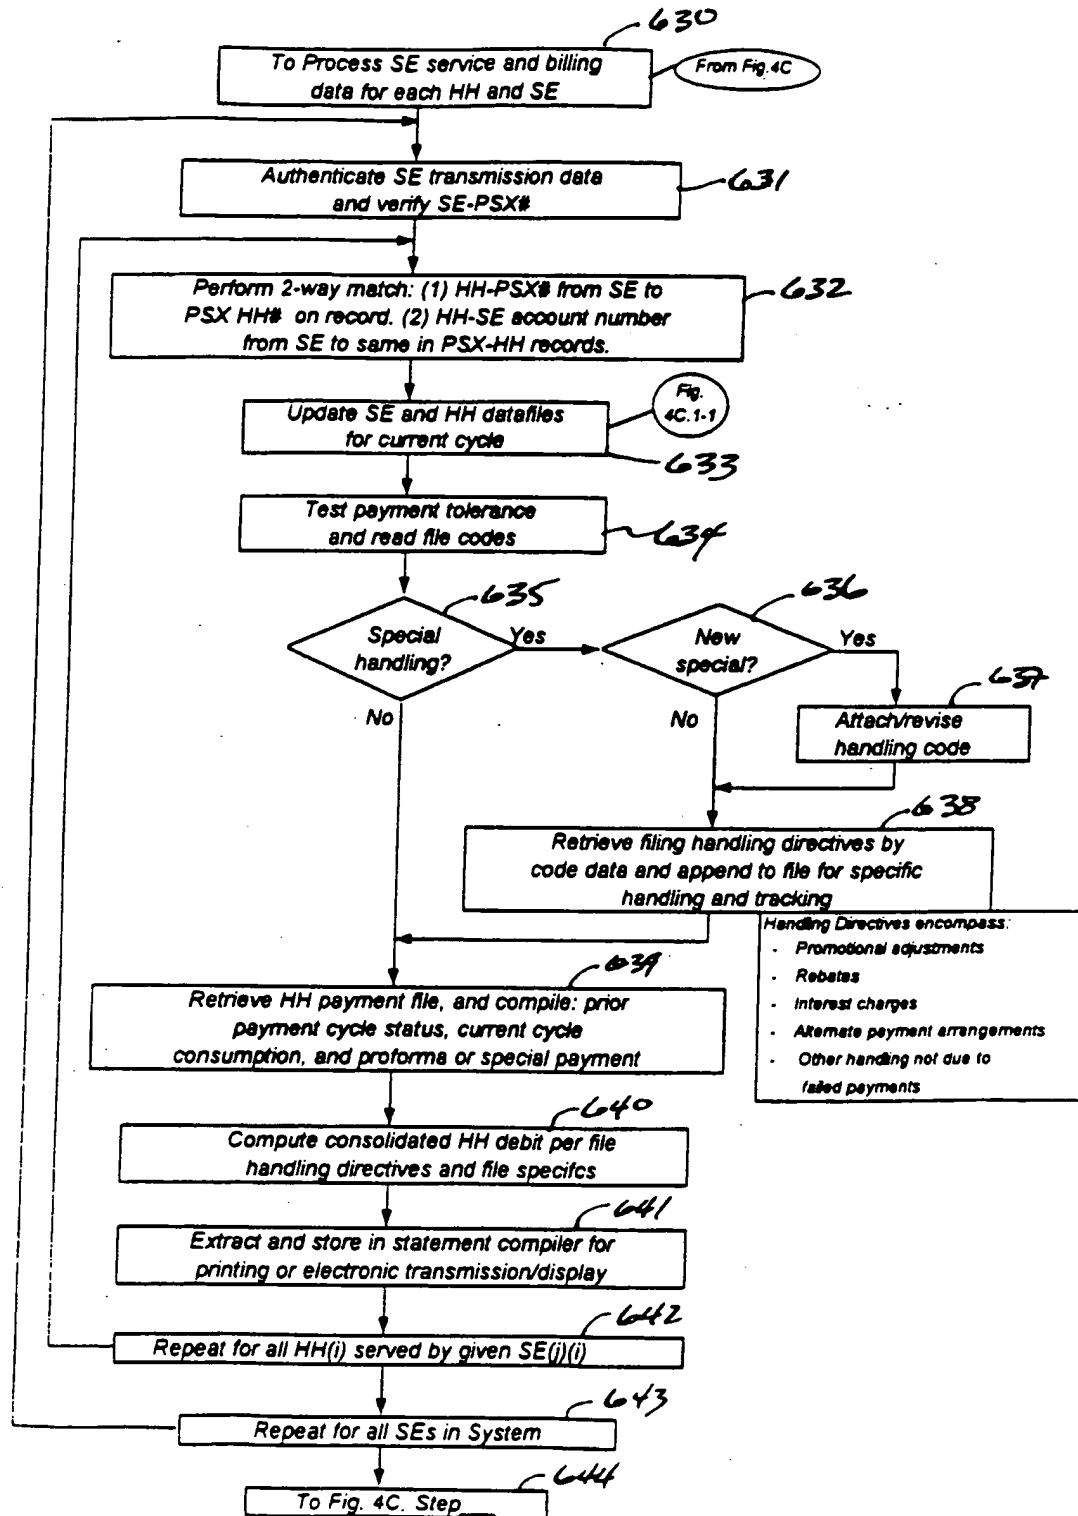 630
To Process SE service and billing
data for each HH and SE
From Fig.4C
Authenticate SE transmission data
and verify SE-PSX#
631
Perform 2-way match: (1) HH-PSX# from SE to
PSX HH# on record. (2) HH-SE account number
from SE to same in PSX-HH records.
632
Update SE and HH datafiles
for current cycle
Fig.
4C.1-1
633
Test payment tolerance
and read file codes
634
Special
handling?
635
Yes
No
New
special?
636
Yes
No
637
Attach/revise
handling code
638
Retrieve filing handling directives by
code data and append to file for specific
handling and tracking
Handling Directives encompass:
- Promotional adjustments
- Rebates
- Interest charges
- Alternate payment arrangements
- Other handling not due to
failed payments
639
Retrieve HH payment file, and compile: prior
payment cycle status, current cycle
consumption, and proforma or special payment
640
Compute consolidated HH debit per file
handling directives and file specifcs
641
Extract and store in statement compiler for
printing or electronic transmission/display
642
Repeat for all HH(i) served by given SE(j)(i)
643
Repeat for all SEs in System
644
To Fig. 4C. Step